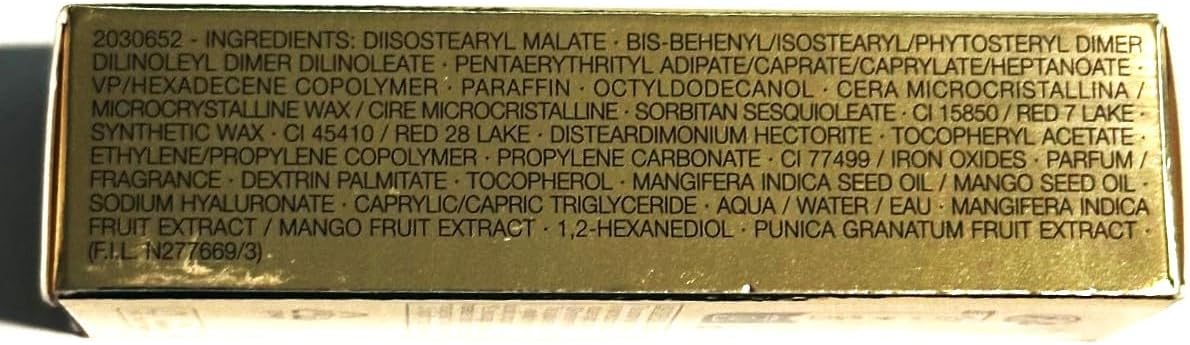 2030652 - INGREDIENTS: DIISOSTEARYL MALATE · BIS-BEHENYL/ISOSTEARYL/PHYTOSTERYL DIMER
DILINOLEYL DIMER DILINOLEATE · PENTAERYTHRITYL ADIPATE/CAPRATE/CAPRYLATE/HEPTANOATE ·
VP/HEXADECENE COPOLYMER · PARAFFIN · OCTYLDODECANOL · CERA MICROCRISTALLINA /
MICROCRYSTALLINE WAX / CIRE MICROCRISTALLINE · SORBITAN SESQUIOLEATE · CI 15850 / RED 7 LAKE ·
SYNTHETIC WAX · CI 45410 / RED 28 LAKE · DISTEARDIMONIUM HECTORITE · TOCOPHERYL ACETATE ·
ETHYLENE/PROPYLENE COPOLYMER · PROPYLENE CARBONATE · CI 77499 / IRON OXIDES · PARFUM /
FRAGRANCE · DEXTRIN PALMITATE · TOCOPHEROL · MANGIFERA INDICA SEED OIL / MANGO SEED OIL ·
SODIUM HYALURONATE · CAPRYLIC/CAPRIC TRIGLYCERIDE · AQUA / WATER / EAU · MANGIFERA INDICA
FRUIT EXTRACT / MANGO FRUIT EXTRACT · 1,2-HEXANEDIOL · PUNICA GRANATUM FRUIT EXTRACT ·
(F.I.L. N277669/3).